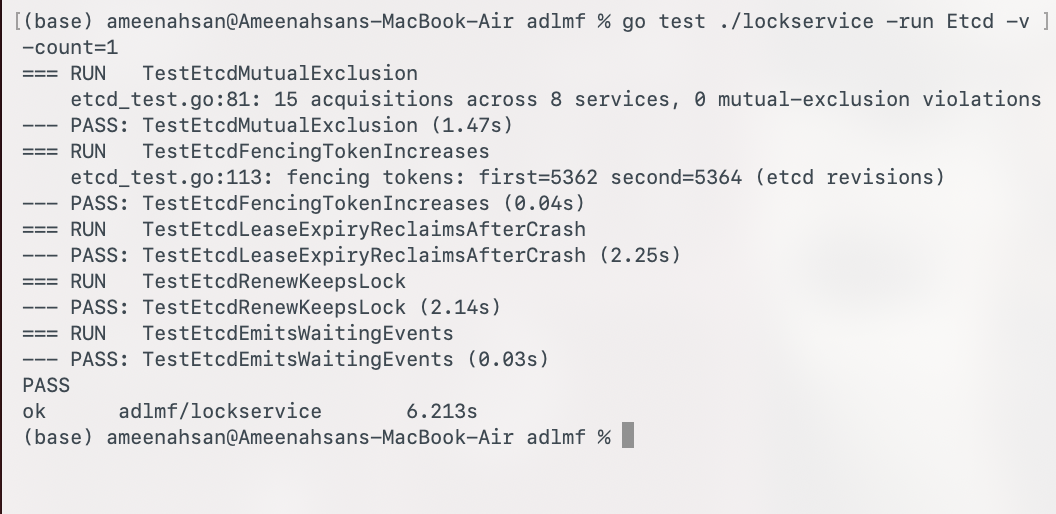 [(base) ameenahsan@Ameenahsans-MacBook-Air adlmf % go test ./lockservice -run Etcd -v ]
-count=1
=== RUN   TestEtcdMutualExclusion
    etcd_test.go:81: 15 acquisitions across 8 services, 0 mutual-exclusion violations
--- PASS: TestEtcdMutualExclusion (1.47s)
=== RUN   TestEtcdFencingTokenIncreases
    etcd_test.go:113: fencing tokens: first=5362 second=5364 (etcd revisions)
--- PASS: TestEtcdFencingTokenIncreases (0.04s)
=== RUN   TestEtcdLeaseExpiryReclaimsAfterCrash
--- PASS: TestEtcdLeaseExpiryReclaimsAfterCrash (2.25s)
=== RUN   TestEtcdRenewKeepsLock
--- PASS: TestEtcdRenewKeepsLock (2.14s)
=== RUN   TestEtcdEmitsWaitingEvents
--- PASS: TestEtcdEmitsWaitingEvents (0.03s)
PASS
ok      adlmf/lockservice       6.213s
(base) ameenahsan@Ameenahsans-MacBook-Air adlmf %